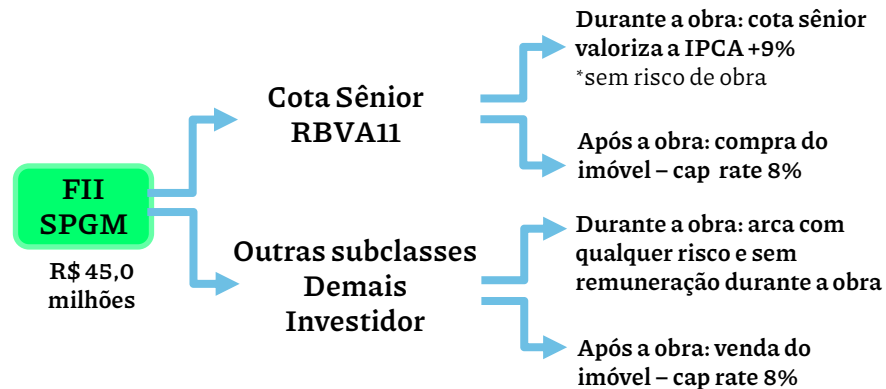 FII
SPGM
R$ 45,0
milhões
Cota Sênior
RBVA11
Durante a obra: cota sênior
valoriza a IPCA +9%
*sem risco de obra
Após a obra: compra do
imóvel – cap rate 8%
Outras subclasses
Demais
Investidor
Durante a obra: arca com
qualquer risco e sem
remuneração durante a obra
Após a obra: venda do
imóvel – cap rate 8%